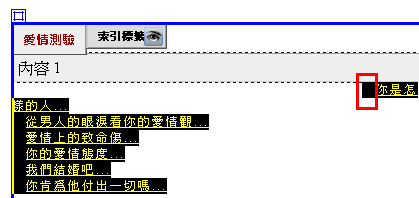 愛情測驗
索引標籤
內容 1
你是怎
樣的人...
從男人的眼淚看你的愛情觀...
愛情上的致命傷...
你的愛情態度...
我們結婚吧...
你肯爲他付出一切嗎...